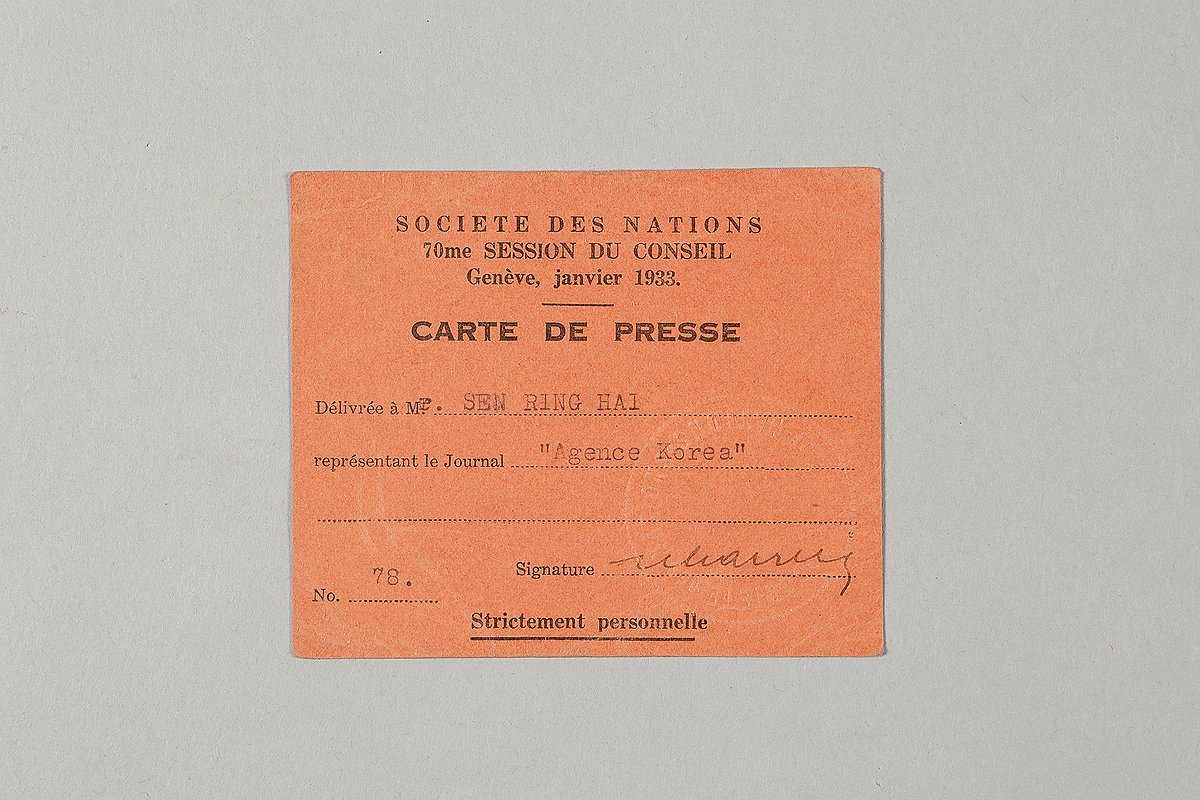 SOCIETE DES NATIONS
70me SESSION DU CONSEIL
Genève, janvier 1933.
CARTE DE PRESSE
Délivrée à Mr. SEN RING HAI
représentant le Journal "Agence Korea"
Signature
No. 78.
Strictement personnelle